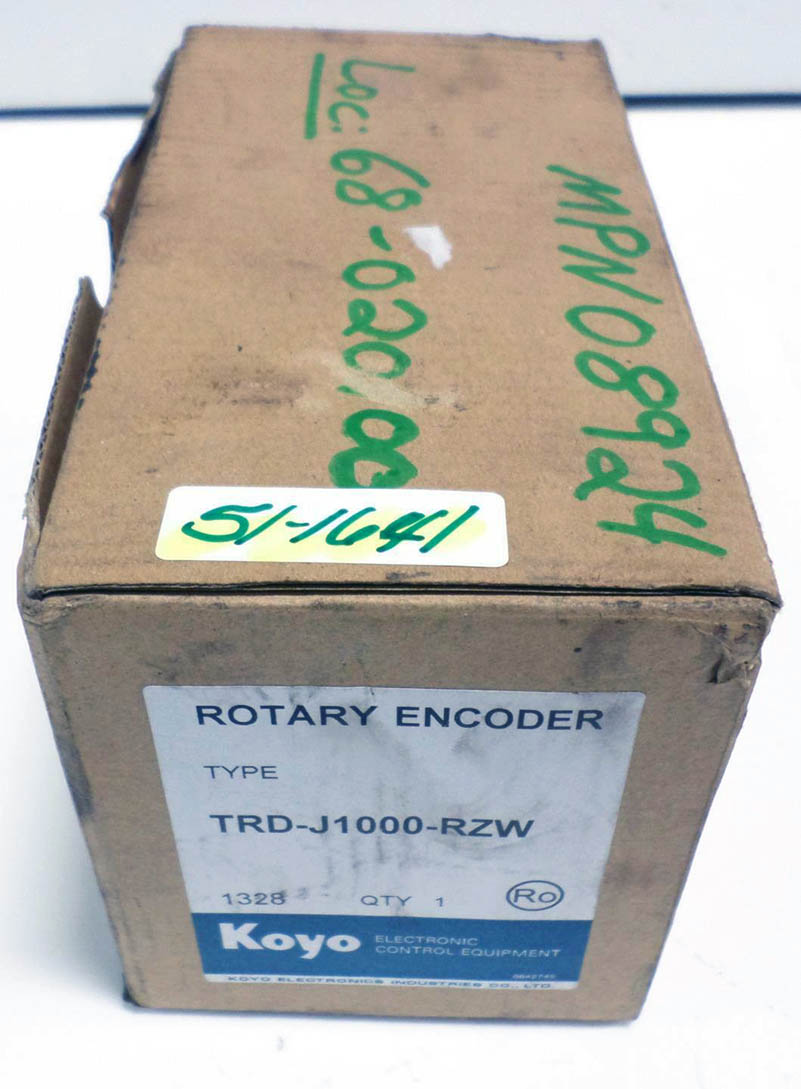 Loc: 68-020.00
MPN08924
51-1641
ROTARY ENCODER
TYPE
TRD-J1000-RZW
1328 QTY 1 Ro
Koyo ELECTRONIC
CONTROL EQUIPMENT
KOYO ELECTRONICS INDUSTRIES CO., LTD.